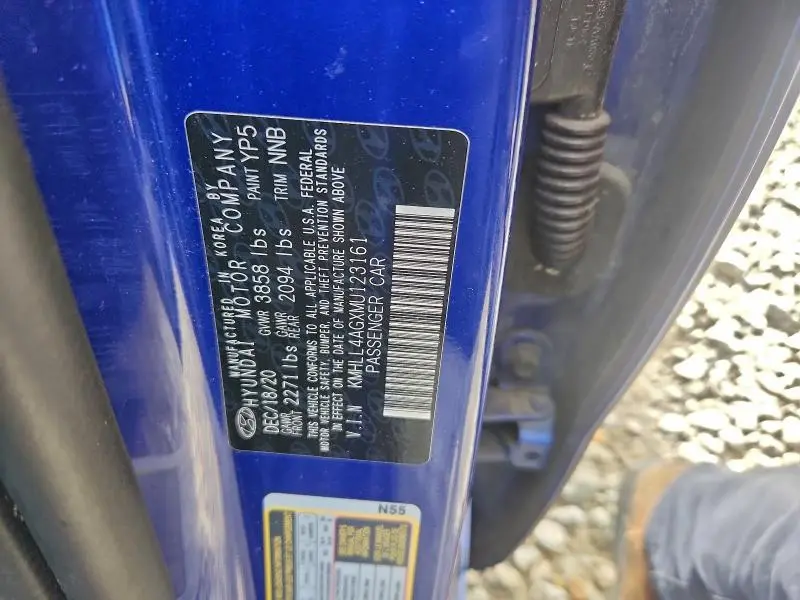 MANUFACTURED IN KOREA BY
HYUNDAI MOTOR COMPANY
DEC/18/20 GVWR 3858 lbs PAINT YP5
GAWR FRONT 2271 lbs GAWR REAR 2094 lbs TRIM NNB
THIS VEHICLE CONFORMS TO ALL APPLICABLE U.S.A. FEDERAL
MOTOR VEHICLE SAFETY, BUMPER, AND THEFT PREVENTION STANDARDS
IN EFFECT ON THE DATE OF MANUFACTURE SHOWN ABOVE
V.I.N KMHLL4AGXMU123161
PASSENGER CAR
N55